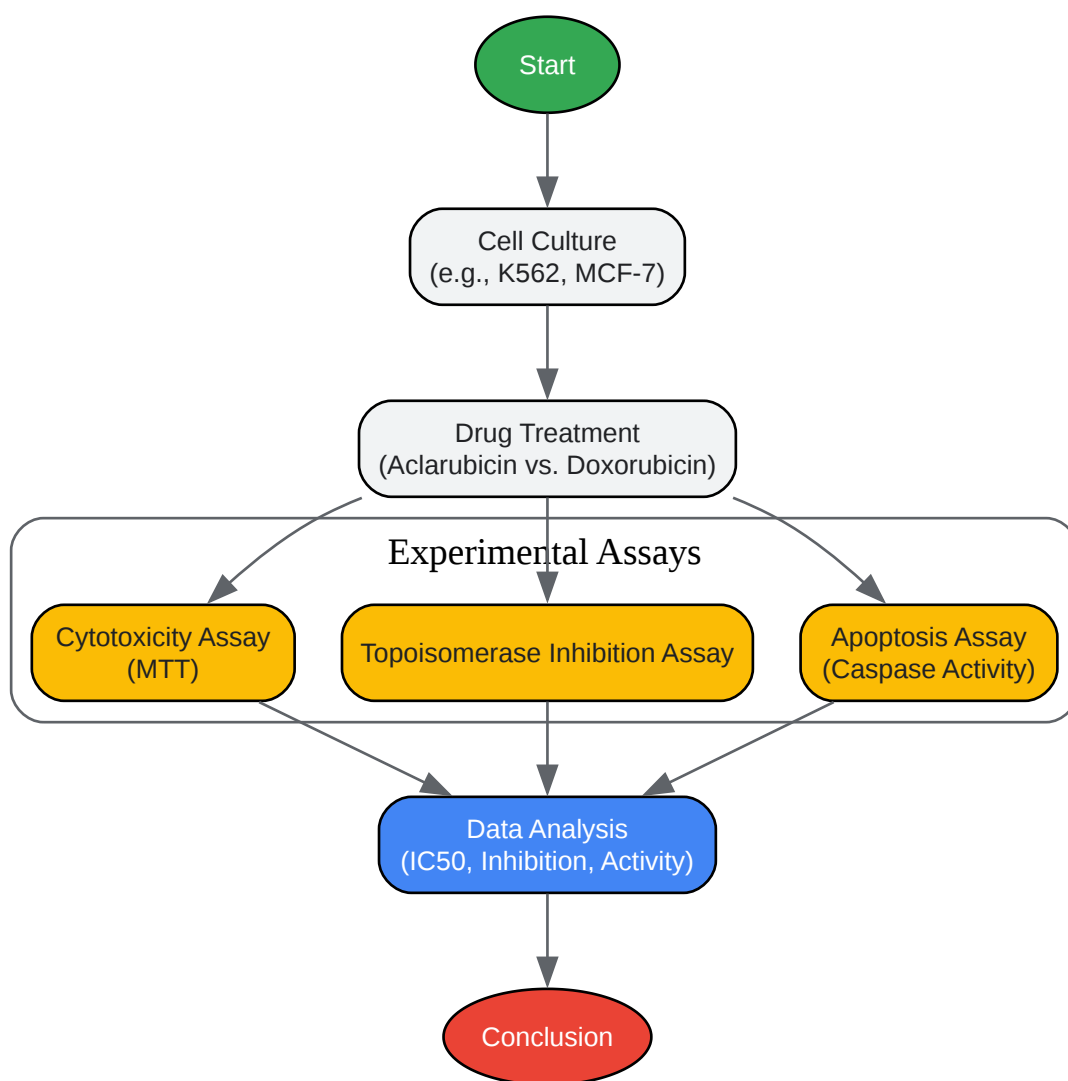 Start
Cell Culture
(e.g., K562, MCF-7)
Drug Treatment
(Aclarubicin vs. Doxorubicin)
Experimental Assays
Cytotoxicity Assay
(MTT)
Topoisomerase Inhibition Assay
Apoptosis Assay
(Caspase Activity)
Data Analysis
(IC50, Inhibition, Activity)
Conclusion